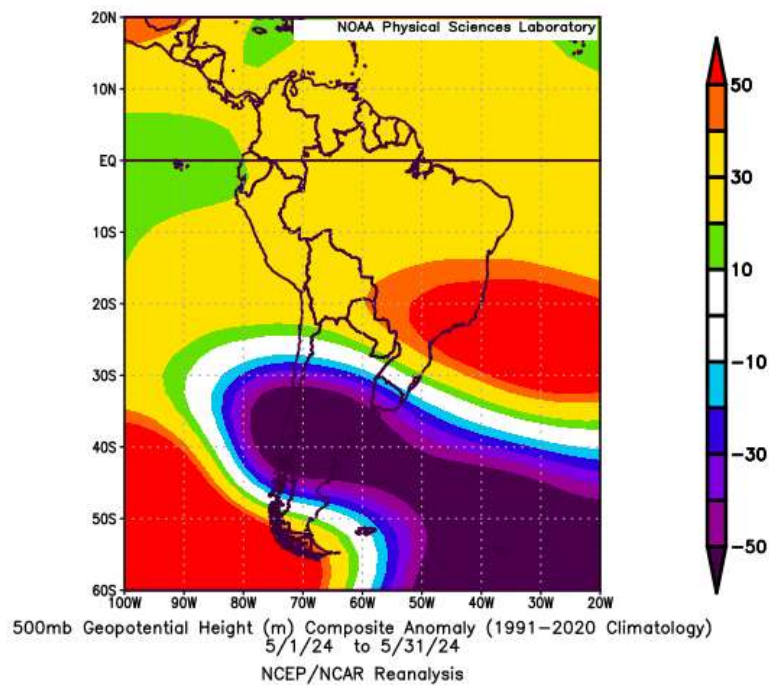 NOAA Physical Sciences Laboratory
20N
10N
EQ
10S
20S
30S
40S
50S
60S
100W 90W 80W 70W 60W 50W 40W 30W 20W
50
30
10
-10
-30
-50
500mb Geopotential Height (m) Composite Anomaly (1991-2020 Climatology)
5/1/24 to 5/31/24
NCEP/NCAR Reanalysis